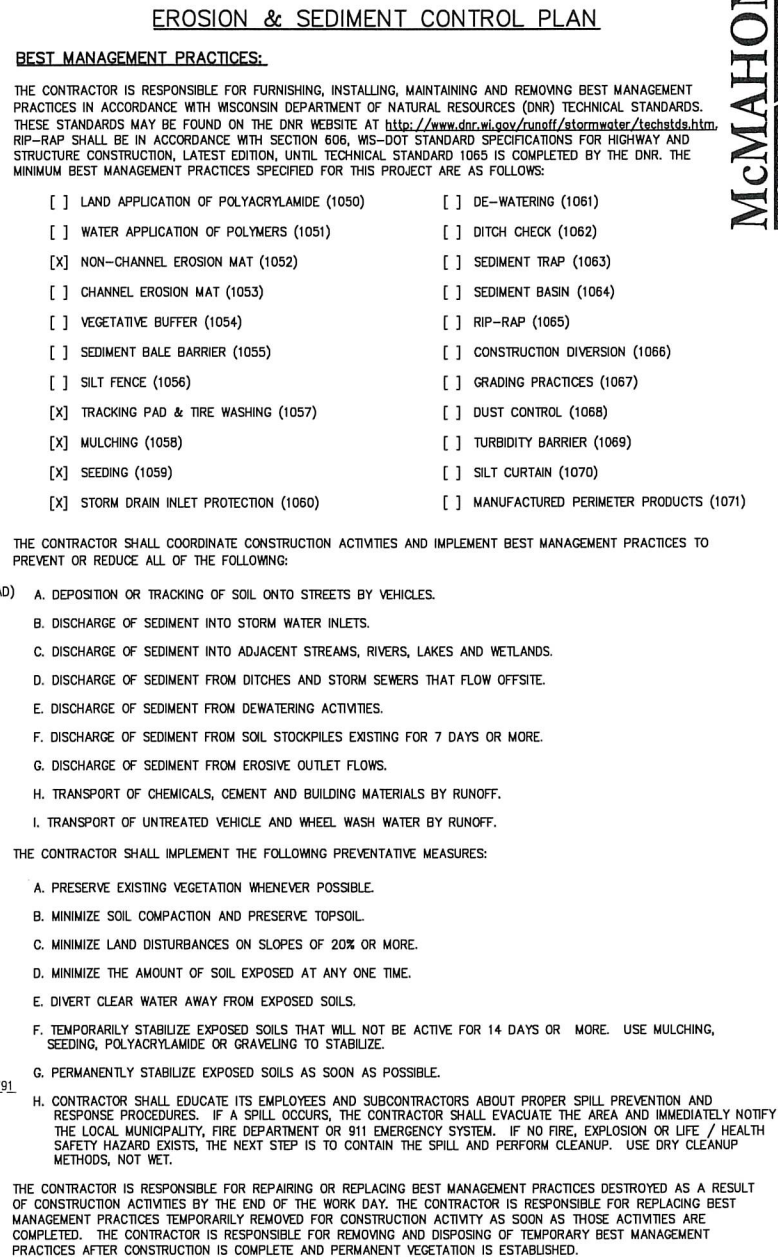 EROSION & SEDIMENT CONTROL PLAN
McMAHON
BEST MANAGEMENT PRACTICES:
THE CONTRACTOR IS RESPONSIBLE FOR FURNISHING, INSTALLING, MAINTAINING AND REMOVING BEST MANAGEMENT
PRACTICES IN ACCORDANCE WITH WISCONSIN DEPARTMENT OF NATURAL RESOURCES (DNR) TECHNICAL STANDARDS.
THESE STANDARDS MAY BE FOUND ON THE DNR WEBSITE AT http://www.dnr.wi.gov/runoff/stormwater/techstds.htm.
RIP-RAP SHALL BE IN ACCORDANCE WITH SECTION 606, WIS-DOT STANDARD SPECIFICATIONS FOR HIGHWAY AND
STRUCTURE CONSTRUCTION, LATEST EDITION, UNTIL TECHNICAL STANDARD 1065 IS COMPLETED BY THE DNR. THE
MINIMUM BEST MANAGEMENT PRACTICES SPECIFIED FOR THIS PROJECT ARE AS FOLLOWS:
[ ] LAND APPLICATION OF POLYACRYLAMIDE (1050)
[ ] WATER APPLICATION OF POLYMERS (1051)
[X] NON-CHANNEL EROSION MAT (1052)
[ ] CHANNEL EROSION MAT (1053)
[ ] VEGETATIVE BUFFER (1054)
[ ] SEDIMENT BALE BARRIER (1055)
[ ] SILT FENCE (1056)
[X] TRACKING PAD & TIRE WASHING (1057)
[X] MULCHING (1058)
[X] SEEDING (1059)
[X] STORM DRAIN INLET PROTECTION (1060)
[ ] DE-WATERING (1061)
[ ] DITCH CHECK (1062)
[ ] SEDIMENT TRAP (1063)
[ ] SEDIMENT BASIN (1064)
[ ] RIP-RAP (1065)
[ ] CONSTRUCTION DIVERSION (1066)
[ ] GRADING PRACTICES (1067)
[ ] DUST CONTROL (1068)
[ ] TURBIDITY BARRIER (1069)
[ ] SILT CURTAIN (1070)
[ ] MANUFACTURED PERIMETER PRODUCTS (1071)
THE CONTRACTOR SHALL COORDINATE CONSTRUCTION ACTIVITIES AND IMPLEMENT BEST MANAGEMENT PRACTICES TO
PREVENT OR REDUCE ALL OF THE FOLLOWING:
A. DEPOSITION OR TRACKING OF SOIL ONTO STREETS BY VEHICLES.
B. DISCHARGE OF SEDIMENT INTO STORM WATER INLETS.
C. DISCHARGE OF SEDIMENT INTO ADJACENT STREAMS, RIVERS, LAKES AND WETLANDS.
D. DISCHARGE OF SEDIMENT FROM DITCHES AND STORM SEWERS THAT FLOW OFFSITE.
E. DISCHARGE OF SEDIMENT FROM DEWATERING ACTIVITIES.
F. DISCHARGE OF SEDIMENT FROM SOIL STOCKPILES EXISTING FOR 7 DAYS OR MORE.
G. DISCHARGE OF SEDIMENT FROM EROSIVE OUTLET FLOWS.
H. TRANSPORT OF CHEMICALS, CEMENT AND BUILDING MATERIALS BY RUNOFF.
I. TRANSPORT OF UNTREATED VEHICLE AND WHEEL WASH WATER BY RUNOFF.
THE CONTRACTOR SHALL IMPLEMENT THE FOLLOWING PREVENTATIVE MEASURES:
A. PRESERVE EXISTING VEGETATION WHENEVER POSSIBLE.
B. MINIMIZE SOIL COMPACTION AND PRESERVE TOPSOIL.
C. MINIMIZE LAND DISTURBANCES ON SLOPES OF 20% OR MORE.
D. MINIMIZE THE AMOUNT OF SOIL EXPOSED AT ANY ONE TIME.
E. DIVERT CLEAR WATER AWAY FROM EXPOSED SOILS.
F. TEMPORARILY STABILIZE EXPOSED SOILS THAT WILL NOT BE ACTIVE FOR 14 DAYS OR MORE. USE MULCHING,
SEEDING, POLYACRYLAMIDE OR GRAVELING TO STABILIZE.
G. PERMANENTLY STABILIZE EXPOSED SOILS AS SOON AS POSSIBLE.
91
H. CONTRACTOR SHALL EDUCATE ITS EMPLOYEES AND SUBCONTRACTORS ABOUT PROPER SPILL PREVENTION AND
RESPONSE PROCEDURES. IF A SPILL OCCURS, THE CONTRACTOR SHALL EVACUATE THE AREA AND IMMEDIATELY NOTIFY
THE LOCAL MUNICIPALITY, FIRE DEPARTMENT OR 911 EMERGENCY SYSTEM. IF NO FIRE, EXPLOSION OR LIFE / HEALTH
SAFETY HAZARD EXISTS, THE NEXT STEP IS TO CONTAIN THE SPILL AND PERFORM CLEANUP. USE DRY CLEANUP
METHODS, NOT WET.
THE CONTRACTOR IS RESPONSIBLE FOR REPAIRING OR REPLACING BEST MANAGEMENT PRACTICES DESTROYED AS A RESULT
OF CONSTRUCTION ACTIVITIES BY THE END OF THE WORK DAY. THE CONTRACTOR IS RESPONSIBLE FOR REPLACING BEST
MANAGEMENT PRACTICES TEMPORARILY REMOVED FOR CONSTRUCTION ACTIVITY AS SOON AS THOSE ACTIVITIES ARE
COMPLETED. THE CONTRACTOR IS RESPONSIBLE FOR REMOVING AND DISPOSING OF TEMPORARY BEST MANAGEMENT
PRACTICES AFTER CONSTRUCTION IS COMPLETE AND PERMANENT VEGETATION IS ESTABLISHED.